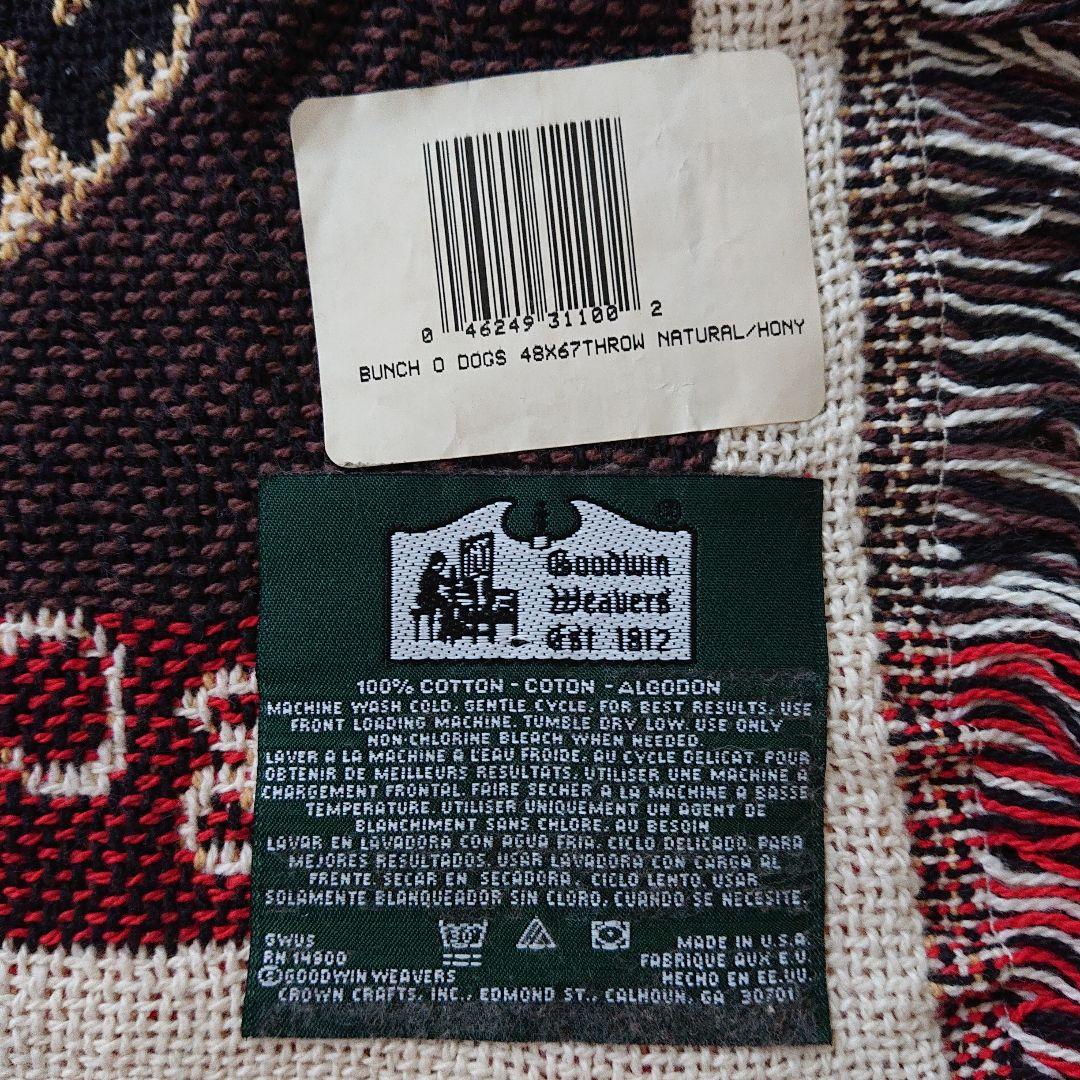 0 46249 31100 2
BUNCH O DOGS 48X67THROW NATURAL/HONY
®
Goodwin
Weavers
Est 1812
100% COTTON - COTON - ALGODON
MACHINE WASH COLD. GENTLE CYCLE. FOR BEST RESULTS, USE
FRONT LOADING MACHINE. TUMBLE DRY LOW. USE ONLY
NON-CHLORINE BLEACH WHEN NEEDED.
LAVER A LA MACHINE A L'EAU FROIDE, AU CYCLE DELICAT. POUR
OBTENIR DE MEILLEURS RESULTATS, UTILISER UNE MACHINE A
CHARGEMENT FRONTAL. FAIRE SECHER A LA MACHINE A BASSE
TEMPERATURE. UTILISER UNIQUEMENT UN AGENT DE
BLANCHIMENT SANS CHLORE, AU BESOIN
LAVAR EN LAVADORA CON AGUA FRIA, CICLO DELICADO. PARA
MEJORES RESULTADOS, USAR LAVADORA CON CARGA AL
FRENTE. SECAR EN SECADORA, CICLO LENTO. USAR
SOLAMENTE BLANQUEADOR SIN CLORO, CUANDO SE NECESITE.
GWUS
RN 14900
©GOODWIN WEAVERS
MADE IN U.S.A.
FABRIQUE AUX E.U.
HECHO EN EE.UU.
CROWN CRAFTS, INC., EDMOND ST., CALHOUN, GA 30701